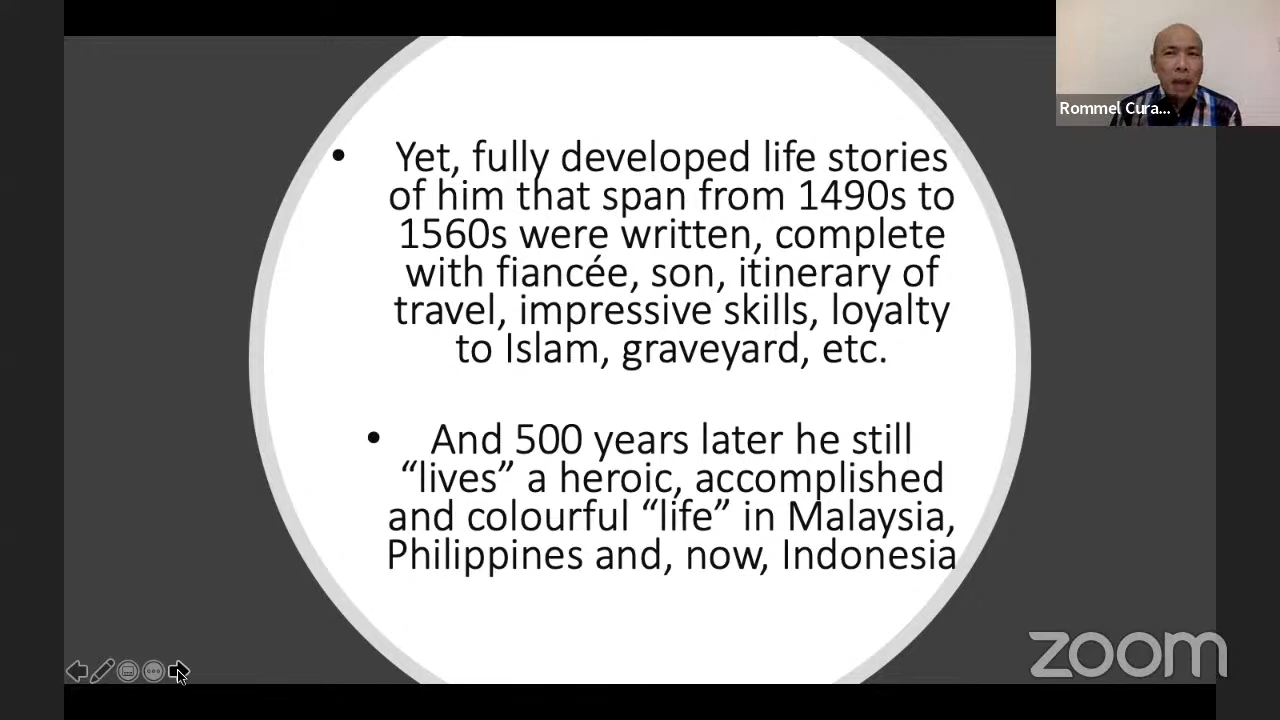 Rommel Cura...
• Yet, fully developed life stories
of him that span from 1490s to
1560s were written, complete
with fiancée, son, itinerary of
travel, impressive skills, loyalty
to Islam, graveyard, etc.
• And 500 years later he still
“lives” a heroic, accomplished
and colourful “life” in Malaysia,
Philippines and, now, Indonesia
zoom